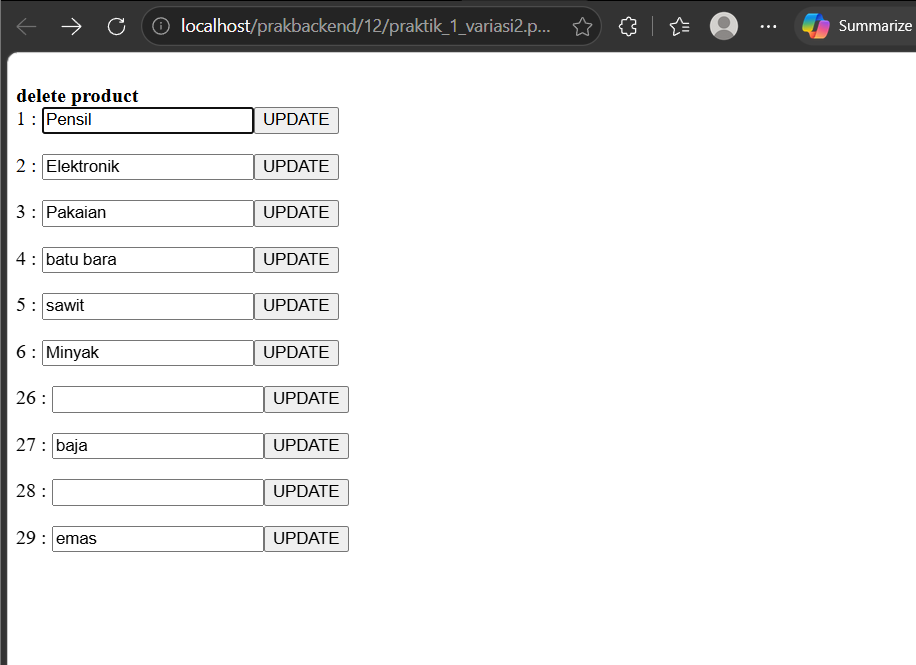 localhost/prakbackend/12/praktik_1_variasi2.p... Summarize
delete product
1 : Pensil UPDATE
2 : Elektronik UPDATE
3 : Pakaian UPDATE
4 : batu bara UPDATE
5 : sawit UPDATE
6 : Minyak UPDATE
26 : UPDATE
27 : baja UPDATE
28 : UPDATE
29 : emas UPDATE